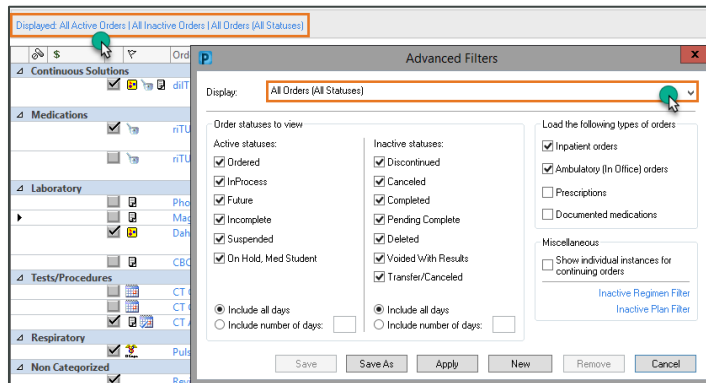 Displayed: All Active Orders | All Inactive Orders | All Orders (All Statuses)
$
Ord
Continuous Solutions
dilT
Medications
riTU
riTU
Laboratory
Pho
Mag
Dah
CBC
Tests/Procedures
CT
CT
CT A
Respiratory
Puls
Non Categorized
Revi
P
Advanced Filters
x
Display:
All Orders (All Statuses)
Order statuses to view
Active statuses:
Ordered
InProcess
Future
Incomplete
Suspended
On Hold, Med Student
Include all days
Include number of days:
Inactive statuses:
Discontinued
Canceled
Completed
Pending Complete
Deleted
Voided With Results
Transfer/Canceled
Include all days
Include number of days:
Load the following types of orders
Inpatient orders
Ambulatory (In Office) orders
Prescriptions
Documented medications
Miscellaneous
Show individual instances for
continuing orders
Inactive Regimen Filter
Inactive Plan Filter
Save
Save As
Apply
New
Remove
Cancel